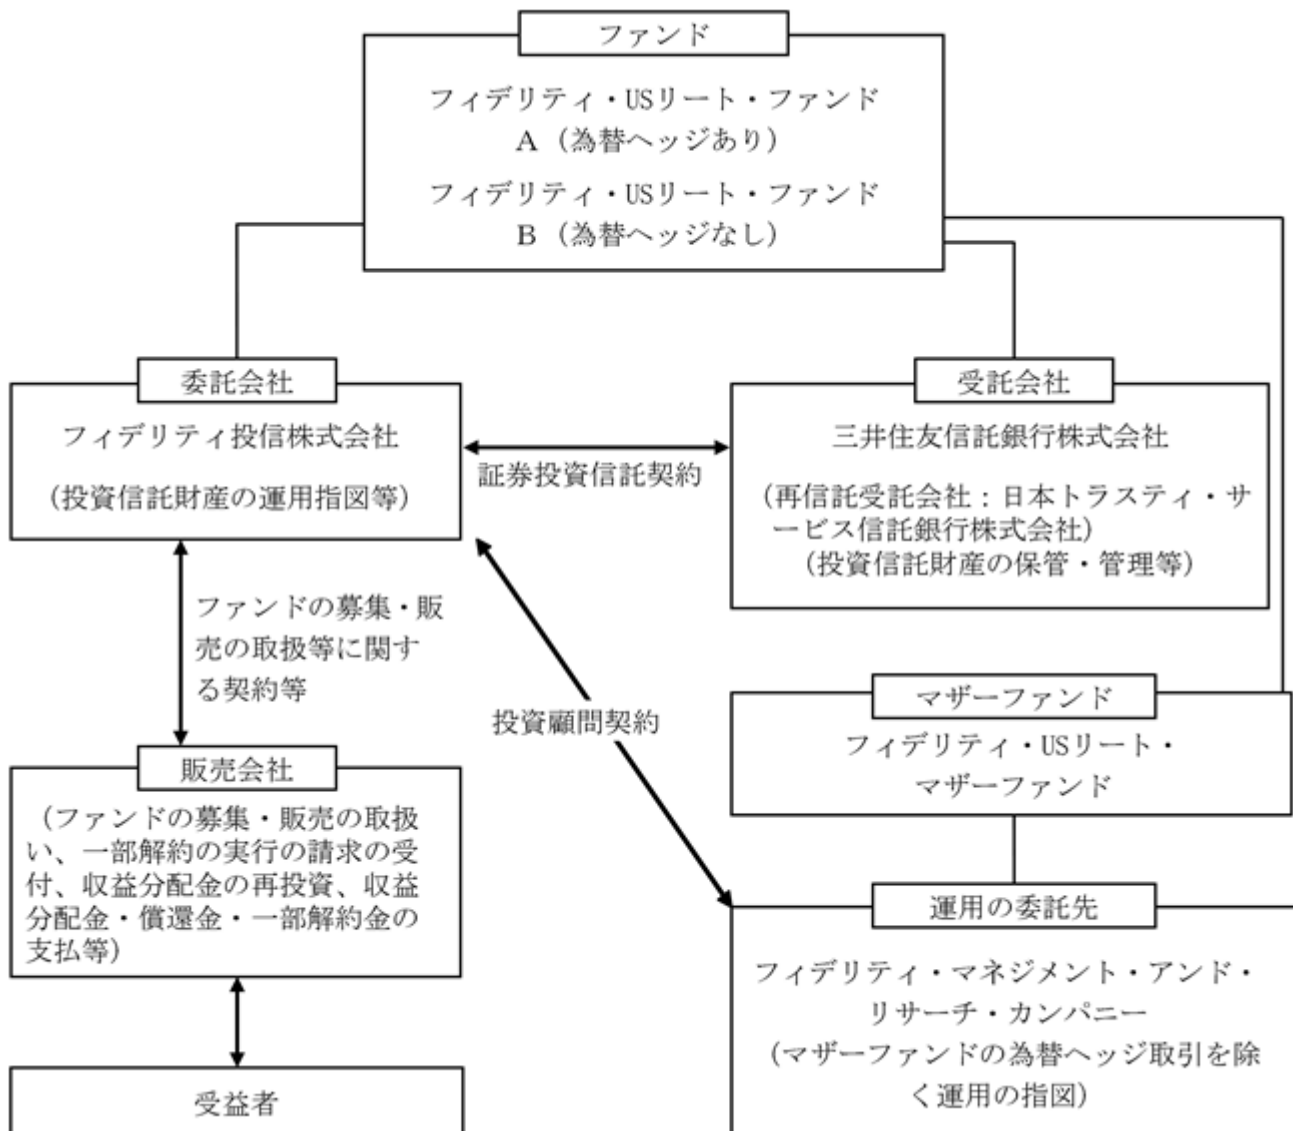 ファンド
フィデリティ・USリート・ファンド
A（為替ヘッジあり）
フィデリティ・USリート・ファンド
B（為替ヘッジなし）
委託会社
フィデリティ投信株式会社
（投資信託財産の運用指図等）
証券投資信託契約
受託会社
三井住友信託銀行株式会社
（再信託受託会社：日本トラスティ・サ
ービス信託銀行株式会社）
（投資信託財産の保管・管理等）
ファンドの募集・販
売の取扱等に関す
る契約等
投資顧問契約
マザーファンド
フィデリティ・USリート・
マザーファンド
販売会社
（ファンドの募集・販売の取扱
い、一部解約の実行の請求の受
付、収益分配金の再投資、収益
分配金・償還金・一部解約金の
支払等）
運用の委託先
フィデリティ・マネジメント・アンド・
リサーチ・カンパニー
（マザーファンドの為替ヘッジ取引を除
く運用の指図）
受益者